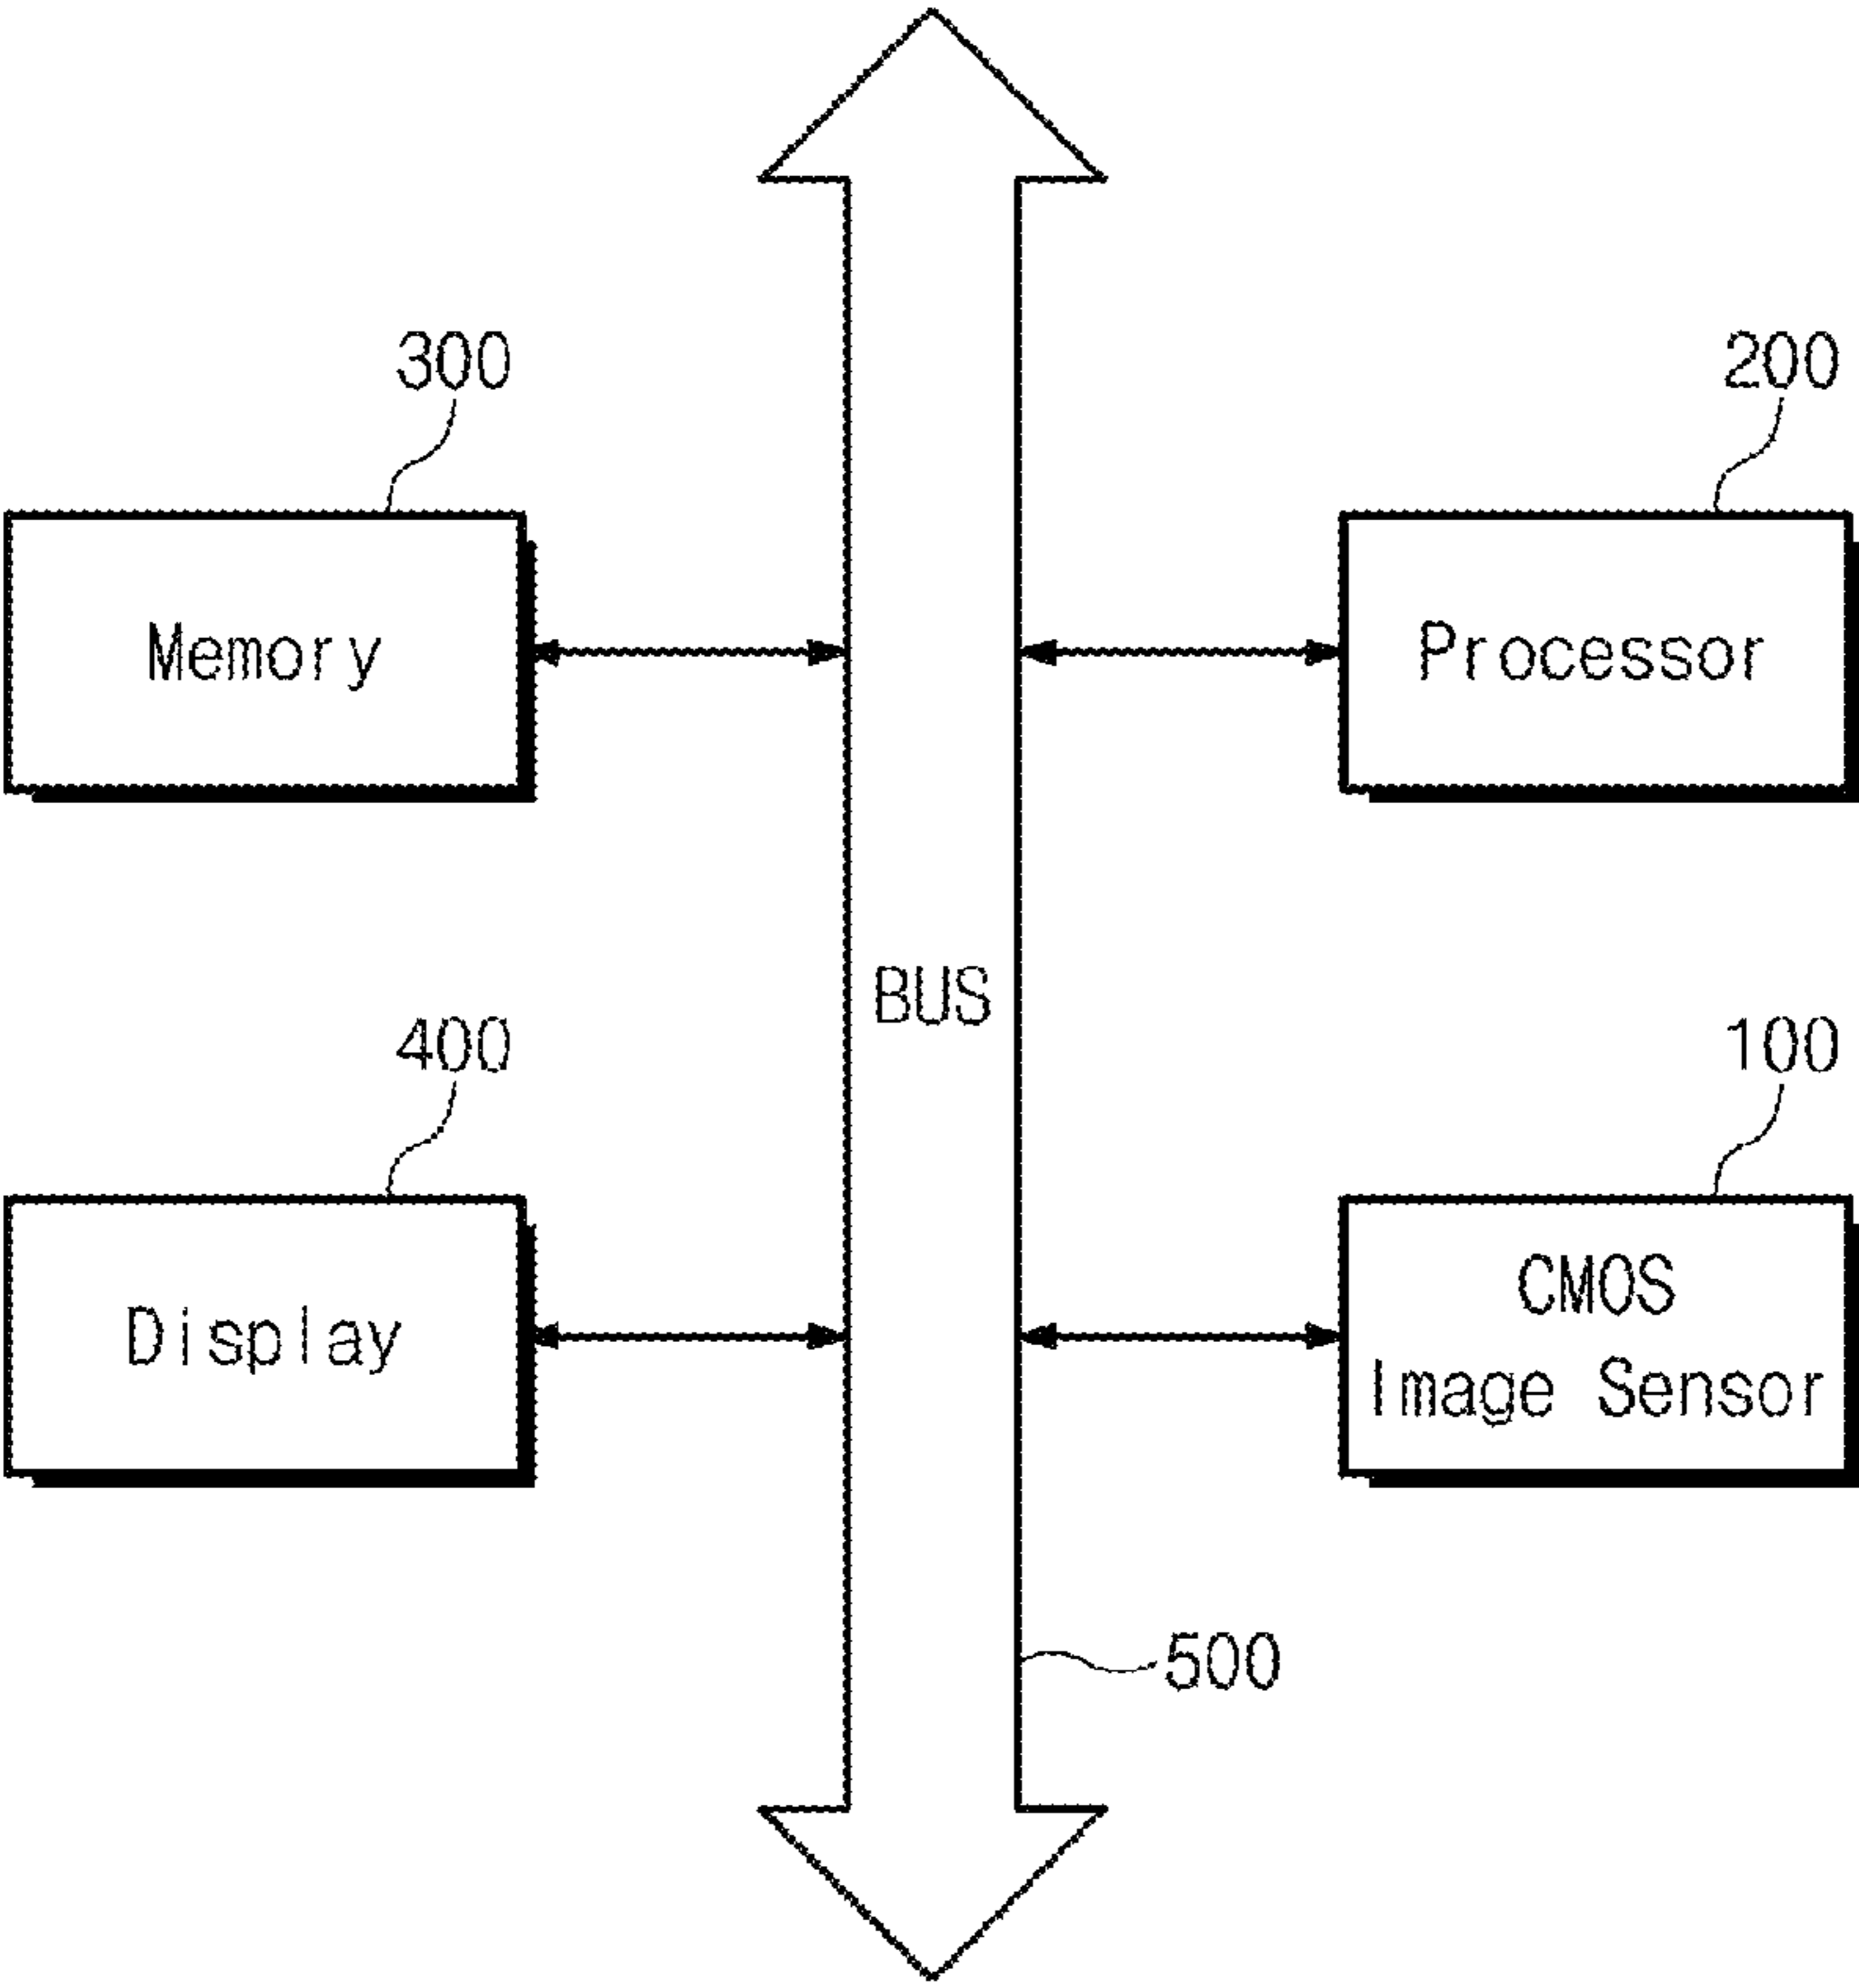 300
200
Memory
Processor
BUS
400
100
Display
CMOS
Image Sensor
500